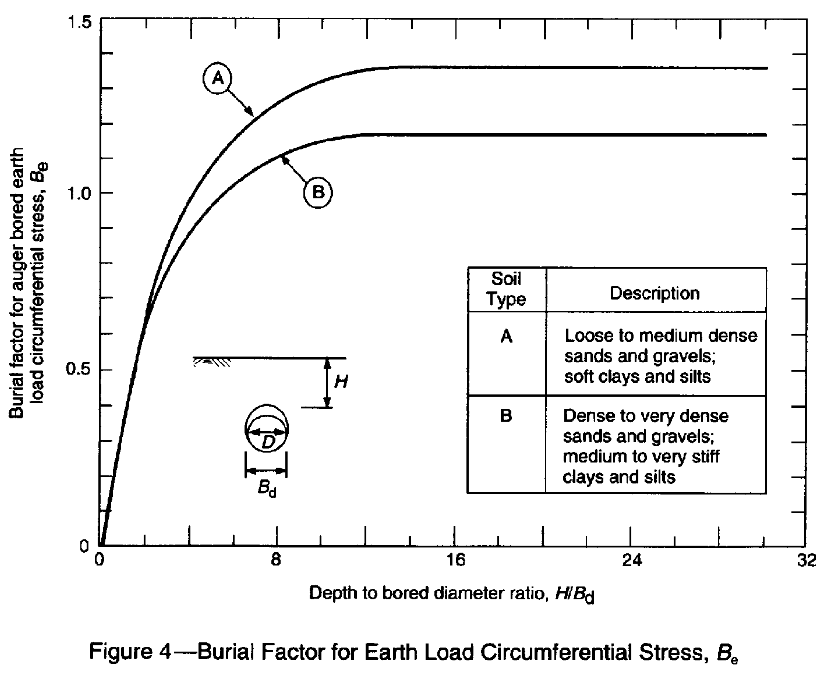 1.5
A
B
1.0
0.5
0
Burial factor for auger bored earth
load circumferential stress, Be
H
D
Bd
Soil
Type
Description
A
Loose to medium dense
sands and gravels;
soft clays and silts
B
Dense to very dense
sands and gravels;
medium to very stiff
clays and silts
0
8
16
24
32
Depth to bored diameter ratio, H/Bd
Figure 4—Burial Factor for Earth Load Circumferential Stress, Be